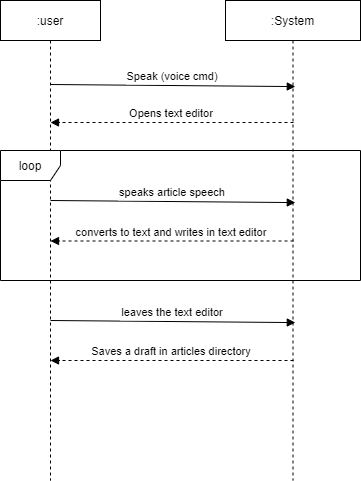 :user
:System
Speak (voice cmd)
Opens text editor
loop
speaks article speech
converts to text and writes in text editor
leaves the text editor
Saves a draft in articles directory